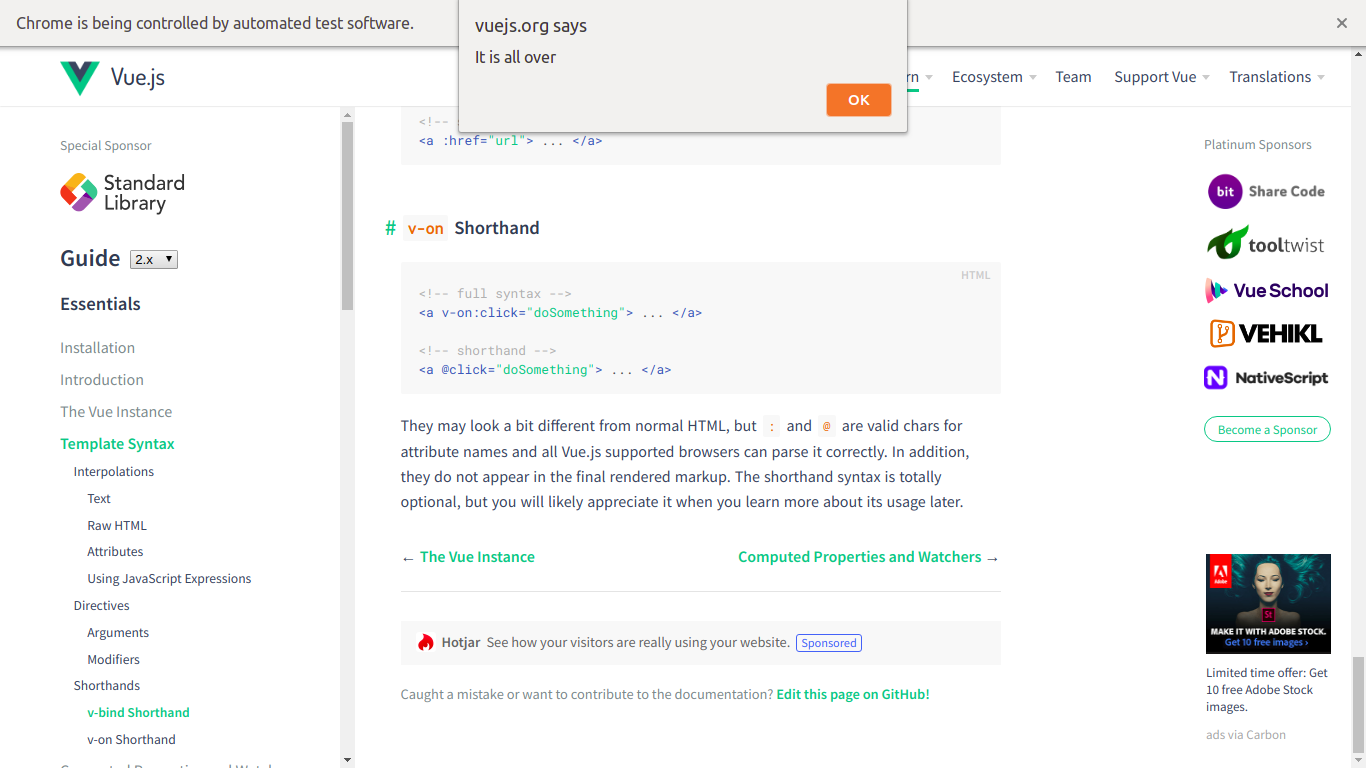 Chrome is being controlled by automated test software.
vuejs.org says
It is all over
OK
Vue.js
Ecosystem
Team
Support Vue
Translations
Special Sponsor
Standard
Library
Guide 2.x
Essentials
Installation
Introduction
The Vue Instance
Template Syntax
Interpolations
Text
Raw HTML
Attributes
Using JavaScript Expressions
Directives
Arguments
Modifiers
Shorthands
v-bind Shorthand
v-on Shorthand
<a :href="url"> ... </a>
# v-on Shorthand
HTML
<!-- full syntax -->
<a v-on:click="doSomething"> ... </a>
<!-- shorthand -->
<a @click="doSomething"> ... </a>
They may look a bit different from normal HTML, but : and @ are valid chars for
attribute names and all Vue.js supported browsers can parse it correctly. In addition,
they do not appear in the final rendered markup. The shorthand syntax is totally
optional, but you will likely appreciate it when you learn more about its usage later.
← The Vue Instance
Computed Properties and Watchers →
Hotjar See how your visitors are really using your website. Sponsored
Caught a mistake or want to contribute to the documentation? Edit this page on GitHub!
Platinum Sponsors
bit Share Code
tooltwist
Vue School
VEHIKL
N NativeScript
Become a Sponsor
Adobe
St
MAKE IT WITH ADOBE STOCK.
Get 10 free images ›
Limited time offer: Get
10 free Adobe Stock
images.
ads via Carbon